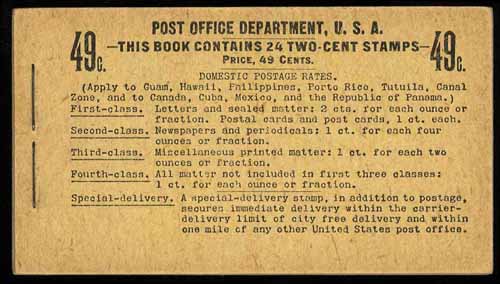 POST OFFICE DEPARTMENT, U. S. A.
49c. —THIS BOOK CONTAINS 24 TWO-CENT STAMPS— 49c.
PRICE, 49 CENTS.
DOMESTIC POSTAGE RATES.
(Apply to Guam, Hawaii, Philippines, Porto Rico, Tutuila, Canal
Zone, and to Canada, Cuba, Mexico, and the Republic of Panama.)
First-class. Letters and sealed matter: 2 cts. for each ounce or
fraction. Postal cards and post cards, 1 ct. each.
Second-class. Newspapers and periodicals: 1 ct. for each four
ounces or fraction.
Third-class. Miscellaneous printed matter: 1 ct. for each two
ounces or fraction.
Fourth-class. All matter not included in first three classes:
1 ct. for each ounce or fraction.
Special-delivery. A special-delivery stamp, in addition to postage,
secures immediate delivery within the carrier-
delivery limit of city free delivery and within
one mile of any other United States post office.